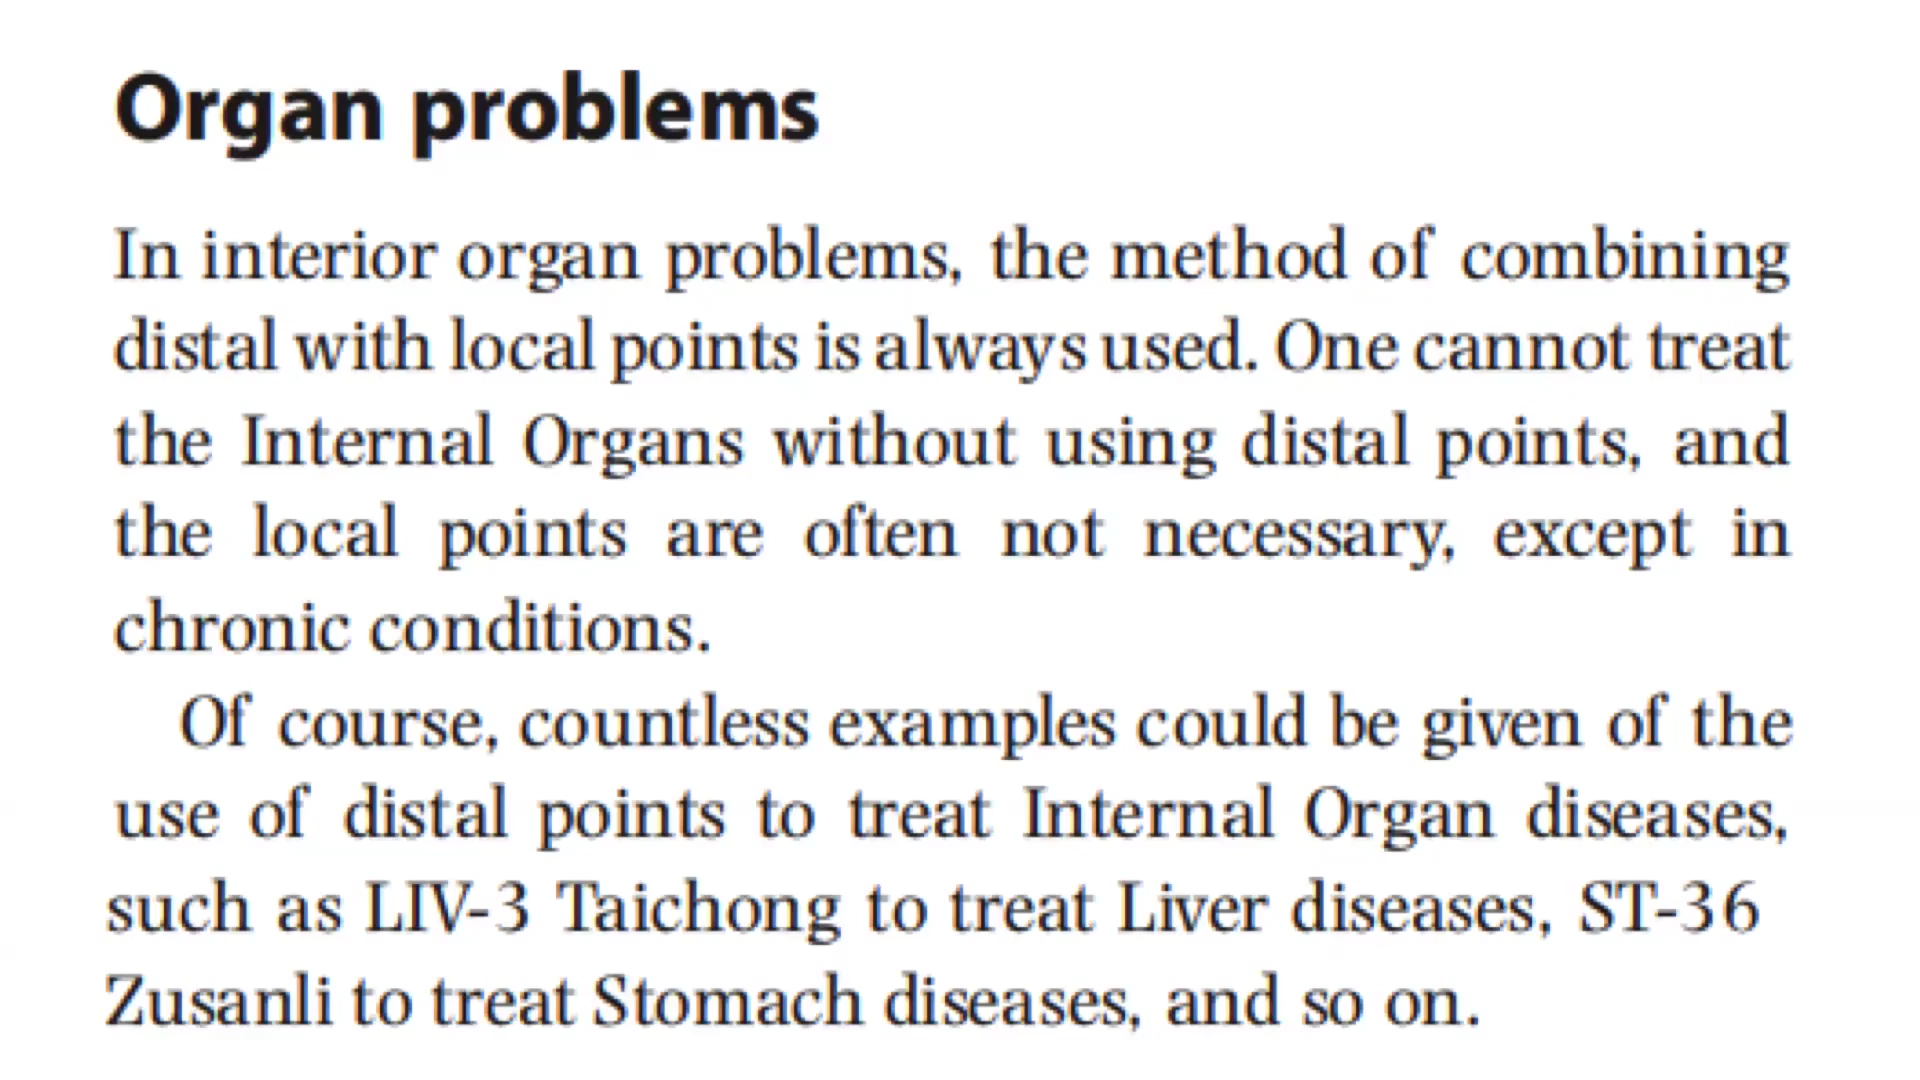 Organ problems
In interior organ problems, the method of combining
distal with local points is always used. One cannot treat
the Internal Organs without using distal points, and
the local points are often not necessary, except in
chronic conditions.
Of course, countless examples could be given of the
use of distal points to treat Internal Organ diseases,
such as LIV-3 Taichong to treat Liver diseases, ST-36
Zusanli to treat Stomach diseases, and so on.